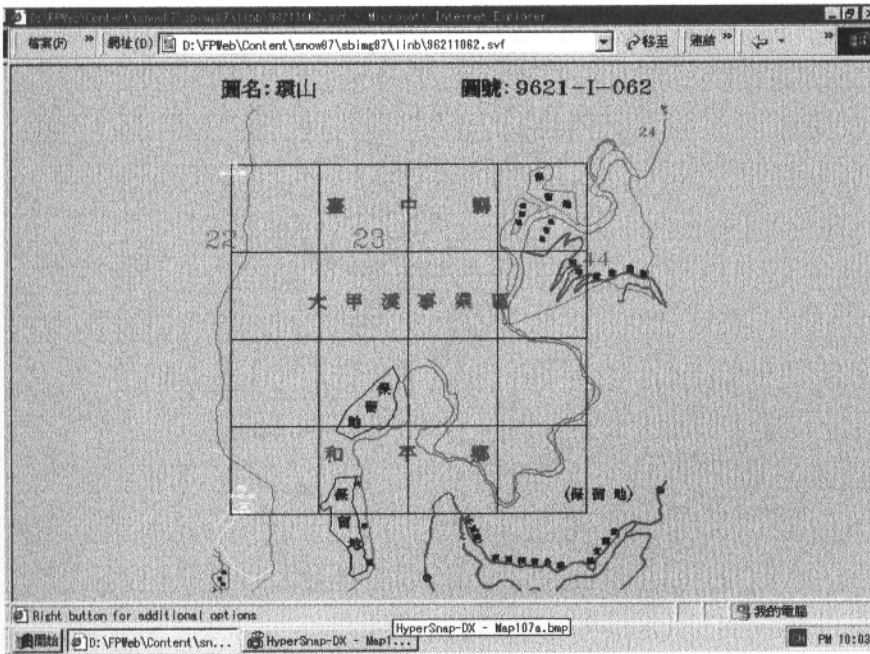 D:\FPWeb\Content\snow87\sbimg87\linb\96211062.svf - Microsoft Internet Explorer
檔案(F) » 網址(D) D:\FPWeb\Content\snow87\sbimg87\linb\96211062.svf 移至 連結 » »
圖名:環山 圖號:9621-I-062
24
保
留地
臺中縣
22 23
44
大甲溪事業區
保
留
地
和平鄉
保
留
地
(保留地)
Right button for additional options 我的電腦
HyperSnap-DX - Map107a.bmp
開始 D:\FPWeb\Content\sn... HyperSnap-DX - Map1... CH PM 10:03